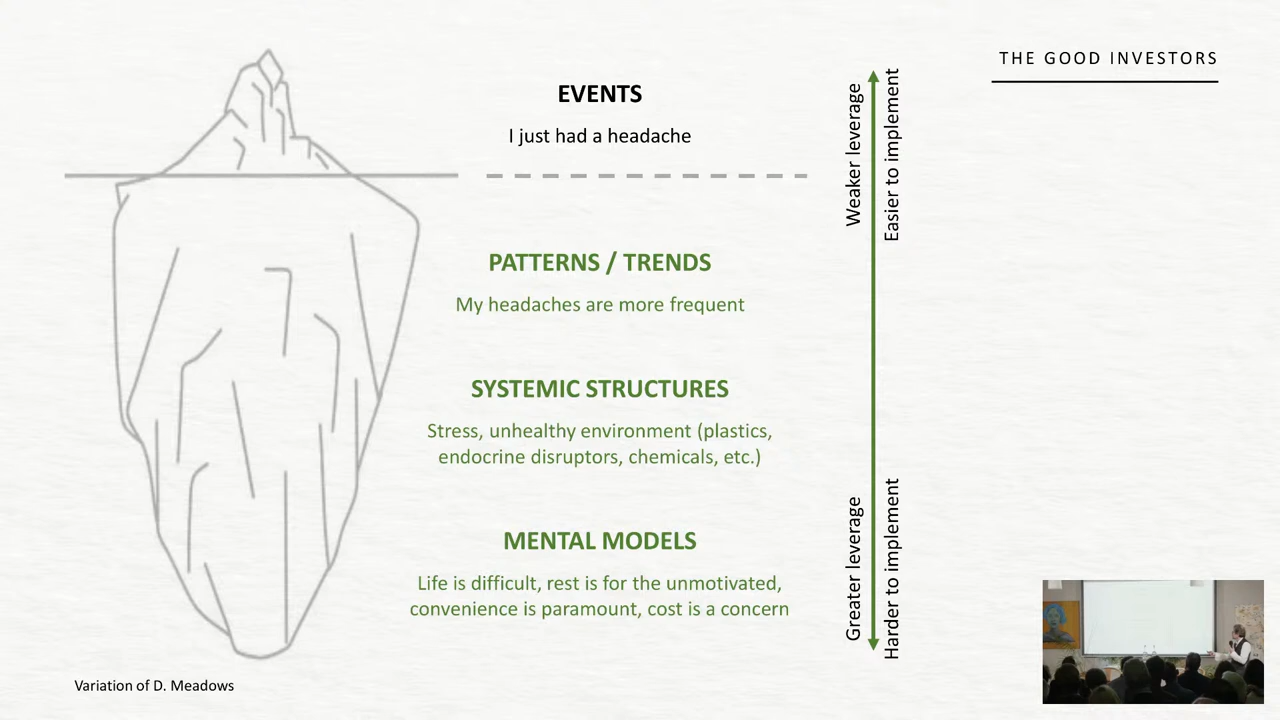 THE GOOD INVESTORS
EVENTS
I just had a headache
PATTERNS / TRENDS
My headaches are more frequent
SYSTEMIC STRUCTURES
Stress, unhealthy environment (plastics,
endocrine disruptors, chemicals, etc.)
MENTAL MODELS
Life is difficult, rest is for the unmotivated,
convenience is paramount, cost is a concern
Weaker leverage
Easier to implement
Greater leverage
Harder to implement
Variation of D. Meadows